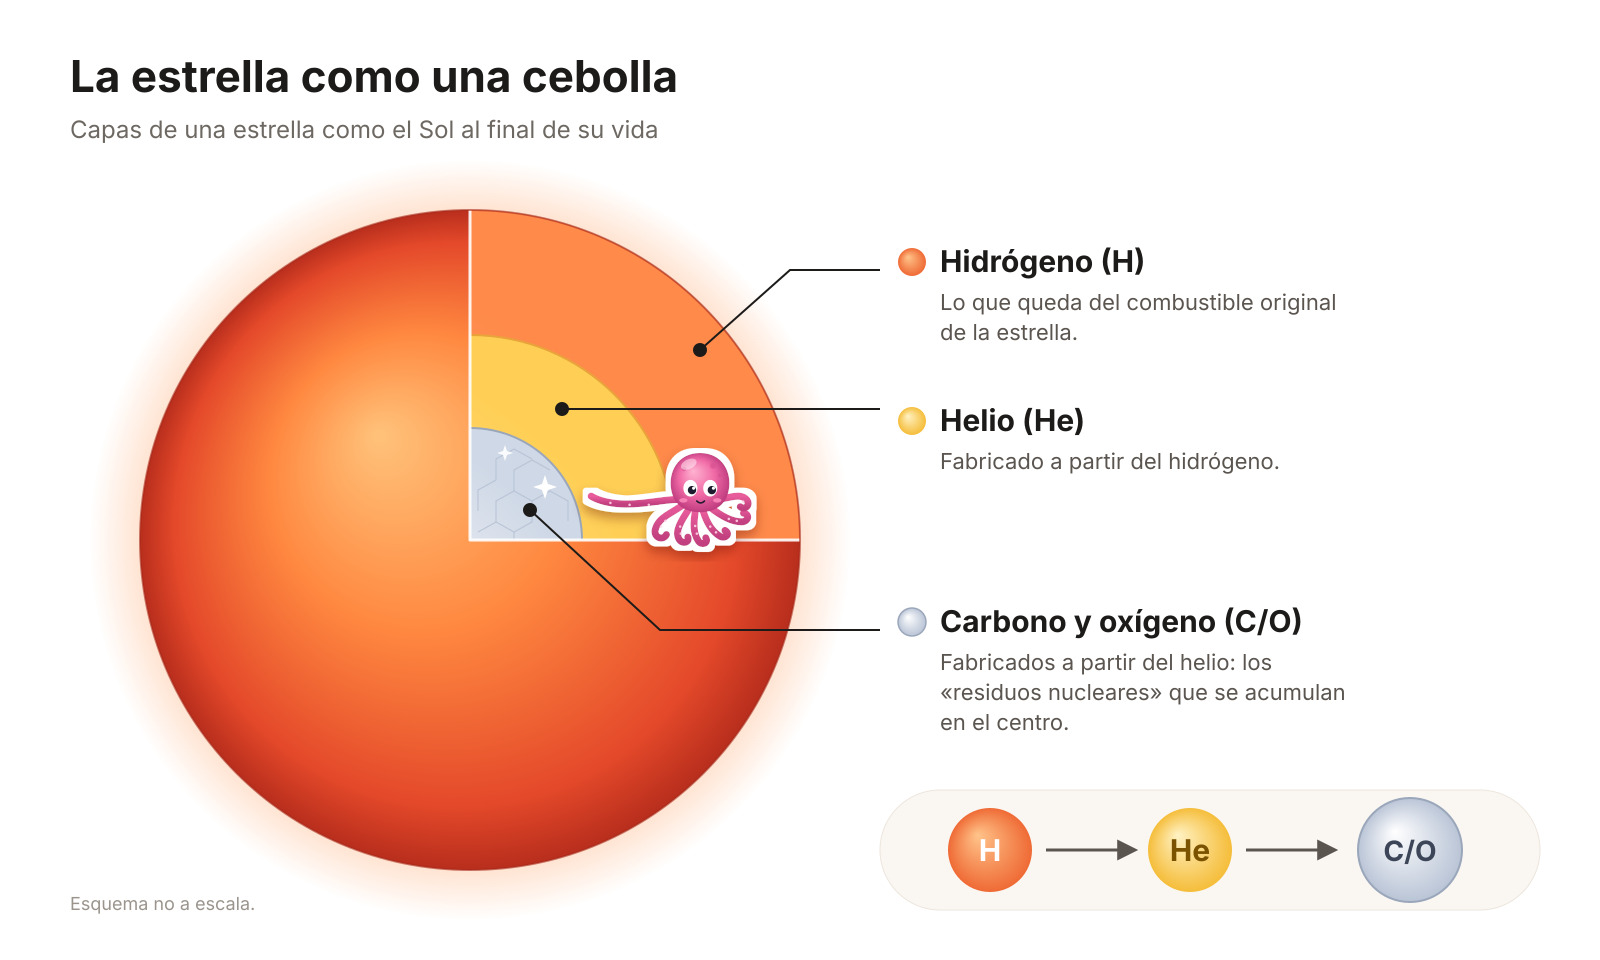 La estrella como una cebolla
Capas de una estrella como el Sol al final de su vida
Hidrógeno (H)
Lo que queda del combustible original
de la estrella.
Helio (He)
Fabricado a partir del hidrógeno.
Carbono y oxígeno (C/O)
Fabricados a partir del helio: los
«residuos nucleares» que se acumulan
en el centro.
H
He
C/O
Esquema no a escala.